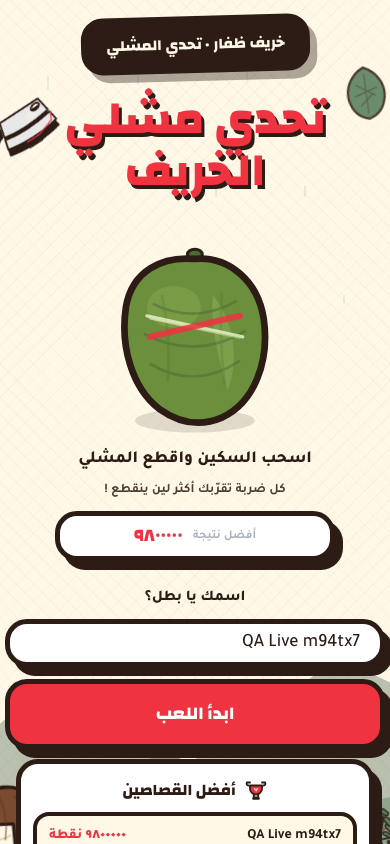 خريف ظفار • تحدي المشلي
تحدي مشلي
الخريف
اسحب السكين واقطع المشلي
كل ضربة تقرّبك أكثر لين ينقطع !
أفضل نتيجة ٩٨٠٠٠٠٠
اسمك يا بطل؟
QA Live m94tx7
ابدأ اللعب
أفضل القصاصين
QA Live m94tx7 ٩٨٠٠٠٠٠ نقطة